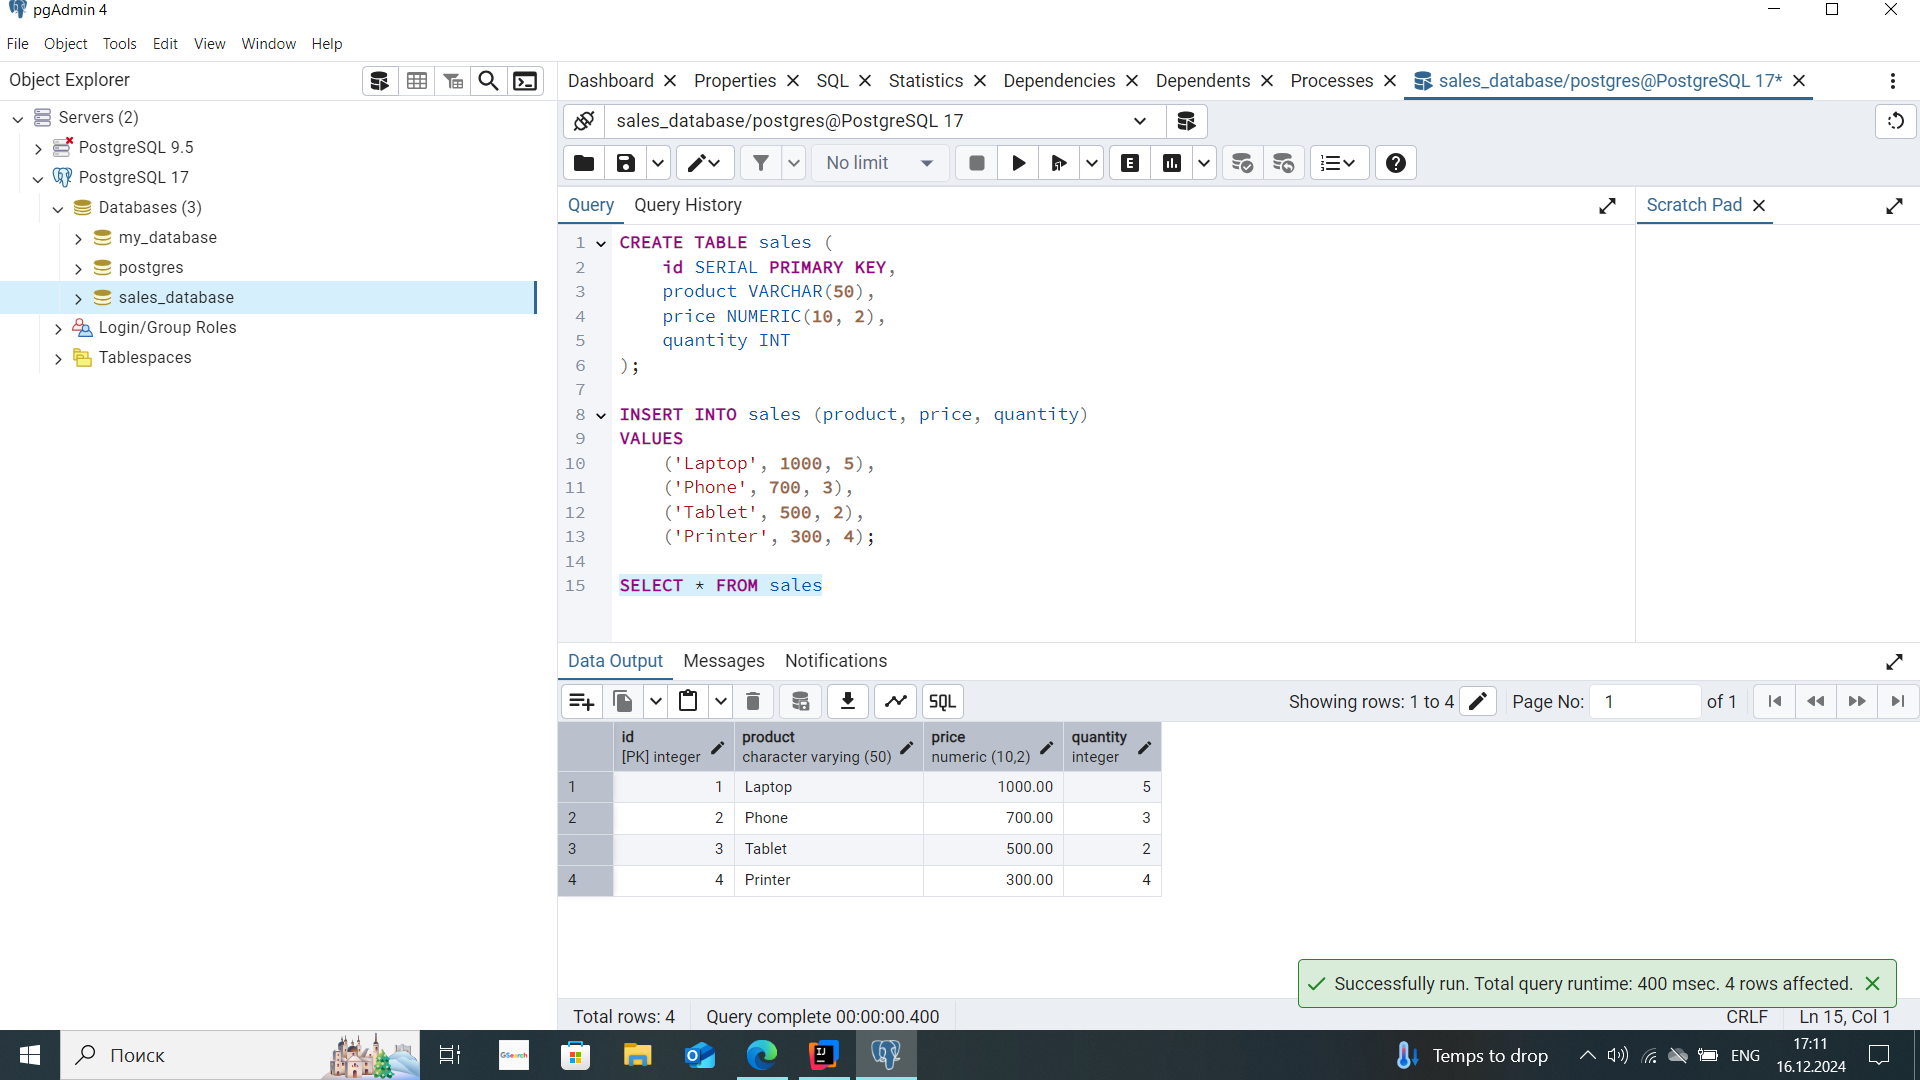 pgAdmin 4
File Object Tools Edit View Window Help
Object Explorer
Dashboard Properties SQL Statistics Dependencies Dependents Processes sales_database/postgres@PostgreSQL 17*
Servers (2)
PostgreSQL 9.5
PostgreSQL 17
Databases (3)
my_database
postgres
sales_database
Login/Group Roles
Tablespaces
sales_database/postgres@PostgreSQL 17
No limit
E
Query Query History
Scratch Pad
1 CREATE TABLE sales (
2 id SERIAL PRIMARY KEY,
3 product VARCHAR(50),
4 price NUMERIC(10, 2),
5 quantity INT
6 );
7
8 INSERT INTO sales (product, price, quantity)
9 VALUES
10 ('Laptop', 1000, 5),
11 ('Phone', 700, 3),
12 ('Tablet', 500, 2),
13 ('Printer', 300, 4);
14
15 SELECT * FROM sales
Data Output Messages Notifications
SQL
Showing rows: 1 to 4 Page No: 1 of 1
id product price quantity
[PK] integer character varying (50) numeric (10,2) integer
1 1 Laptop 1000.00 5
2 2 Phone 700.00 3
3 3 Tablet 500.00 2
4 4 Printer 300.00 4
Successfully run. Total query runtime: 400 msec. 4 rows affected.
Total rows: 4 Query complete 00:00:00.400 CRLF Ln 15, Col 1
Поиск GSearch IJ Temps to drop ENG 17:11
16.12.2024